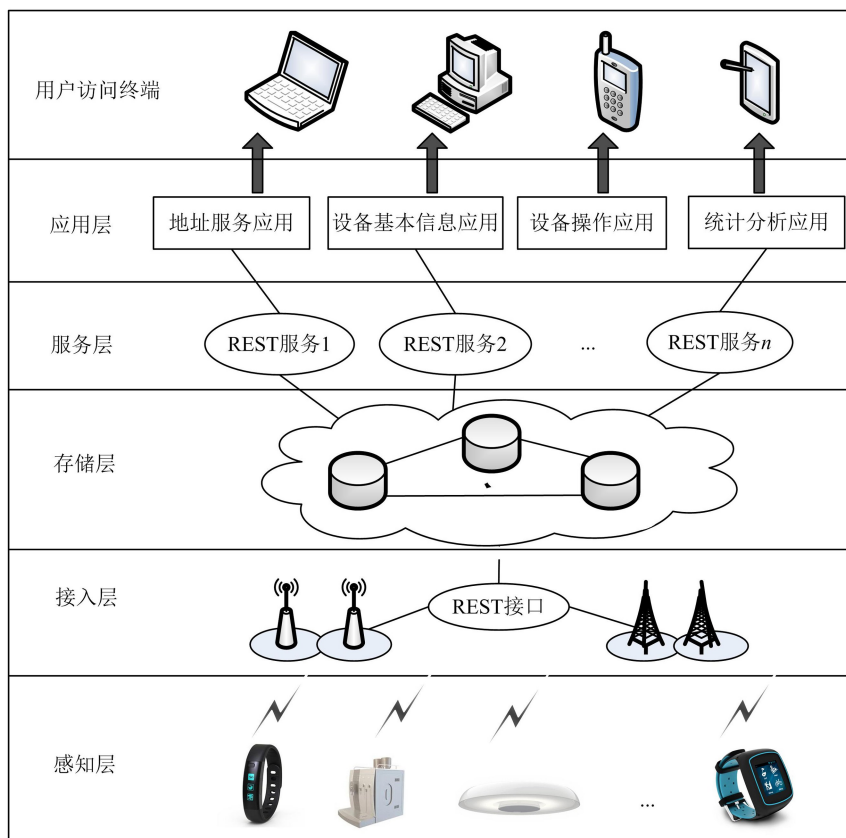 用户访问终端
应用层
地址服务应用
设备基本信息应用
设备操作应用
统计分析应用
服务层
REST服务1
REST服务2
...
REST服务n
存储层
接入层
REST接口
感知层
...